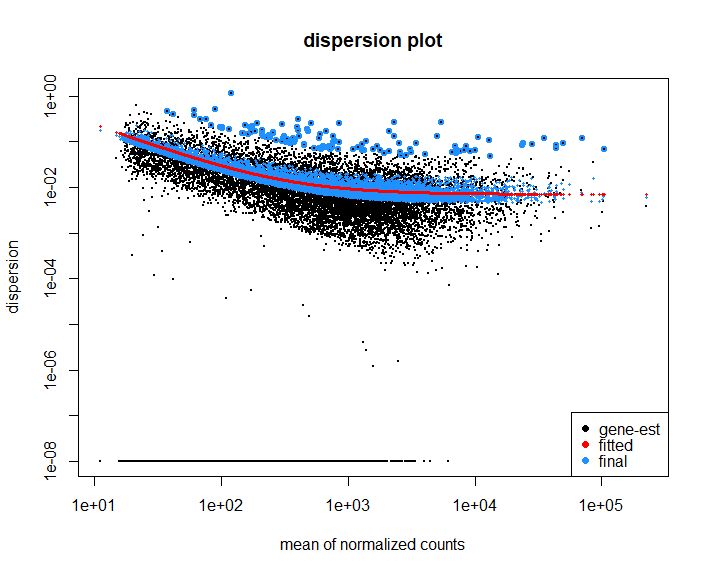 dispersion plot
1e+00
1e-02
1e-04
1e-06
1e-08
dispersion
1e+01
1e+02
1e+03
1e+04
1e+05
mean of normalized counts
gene-est
fitted
final